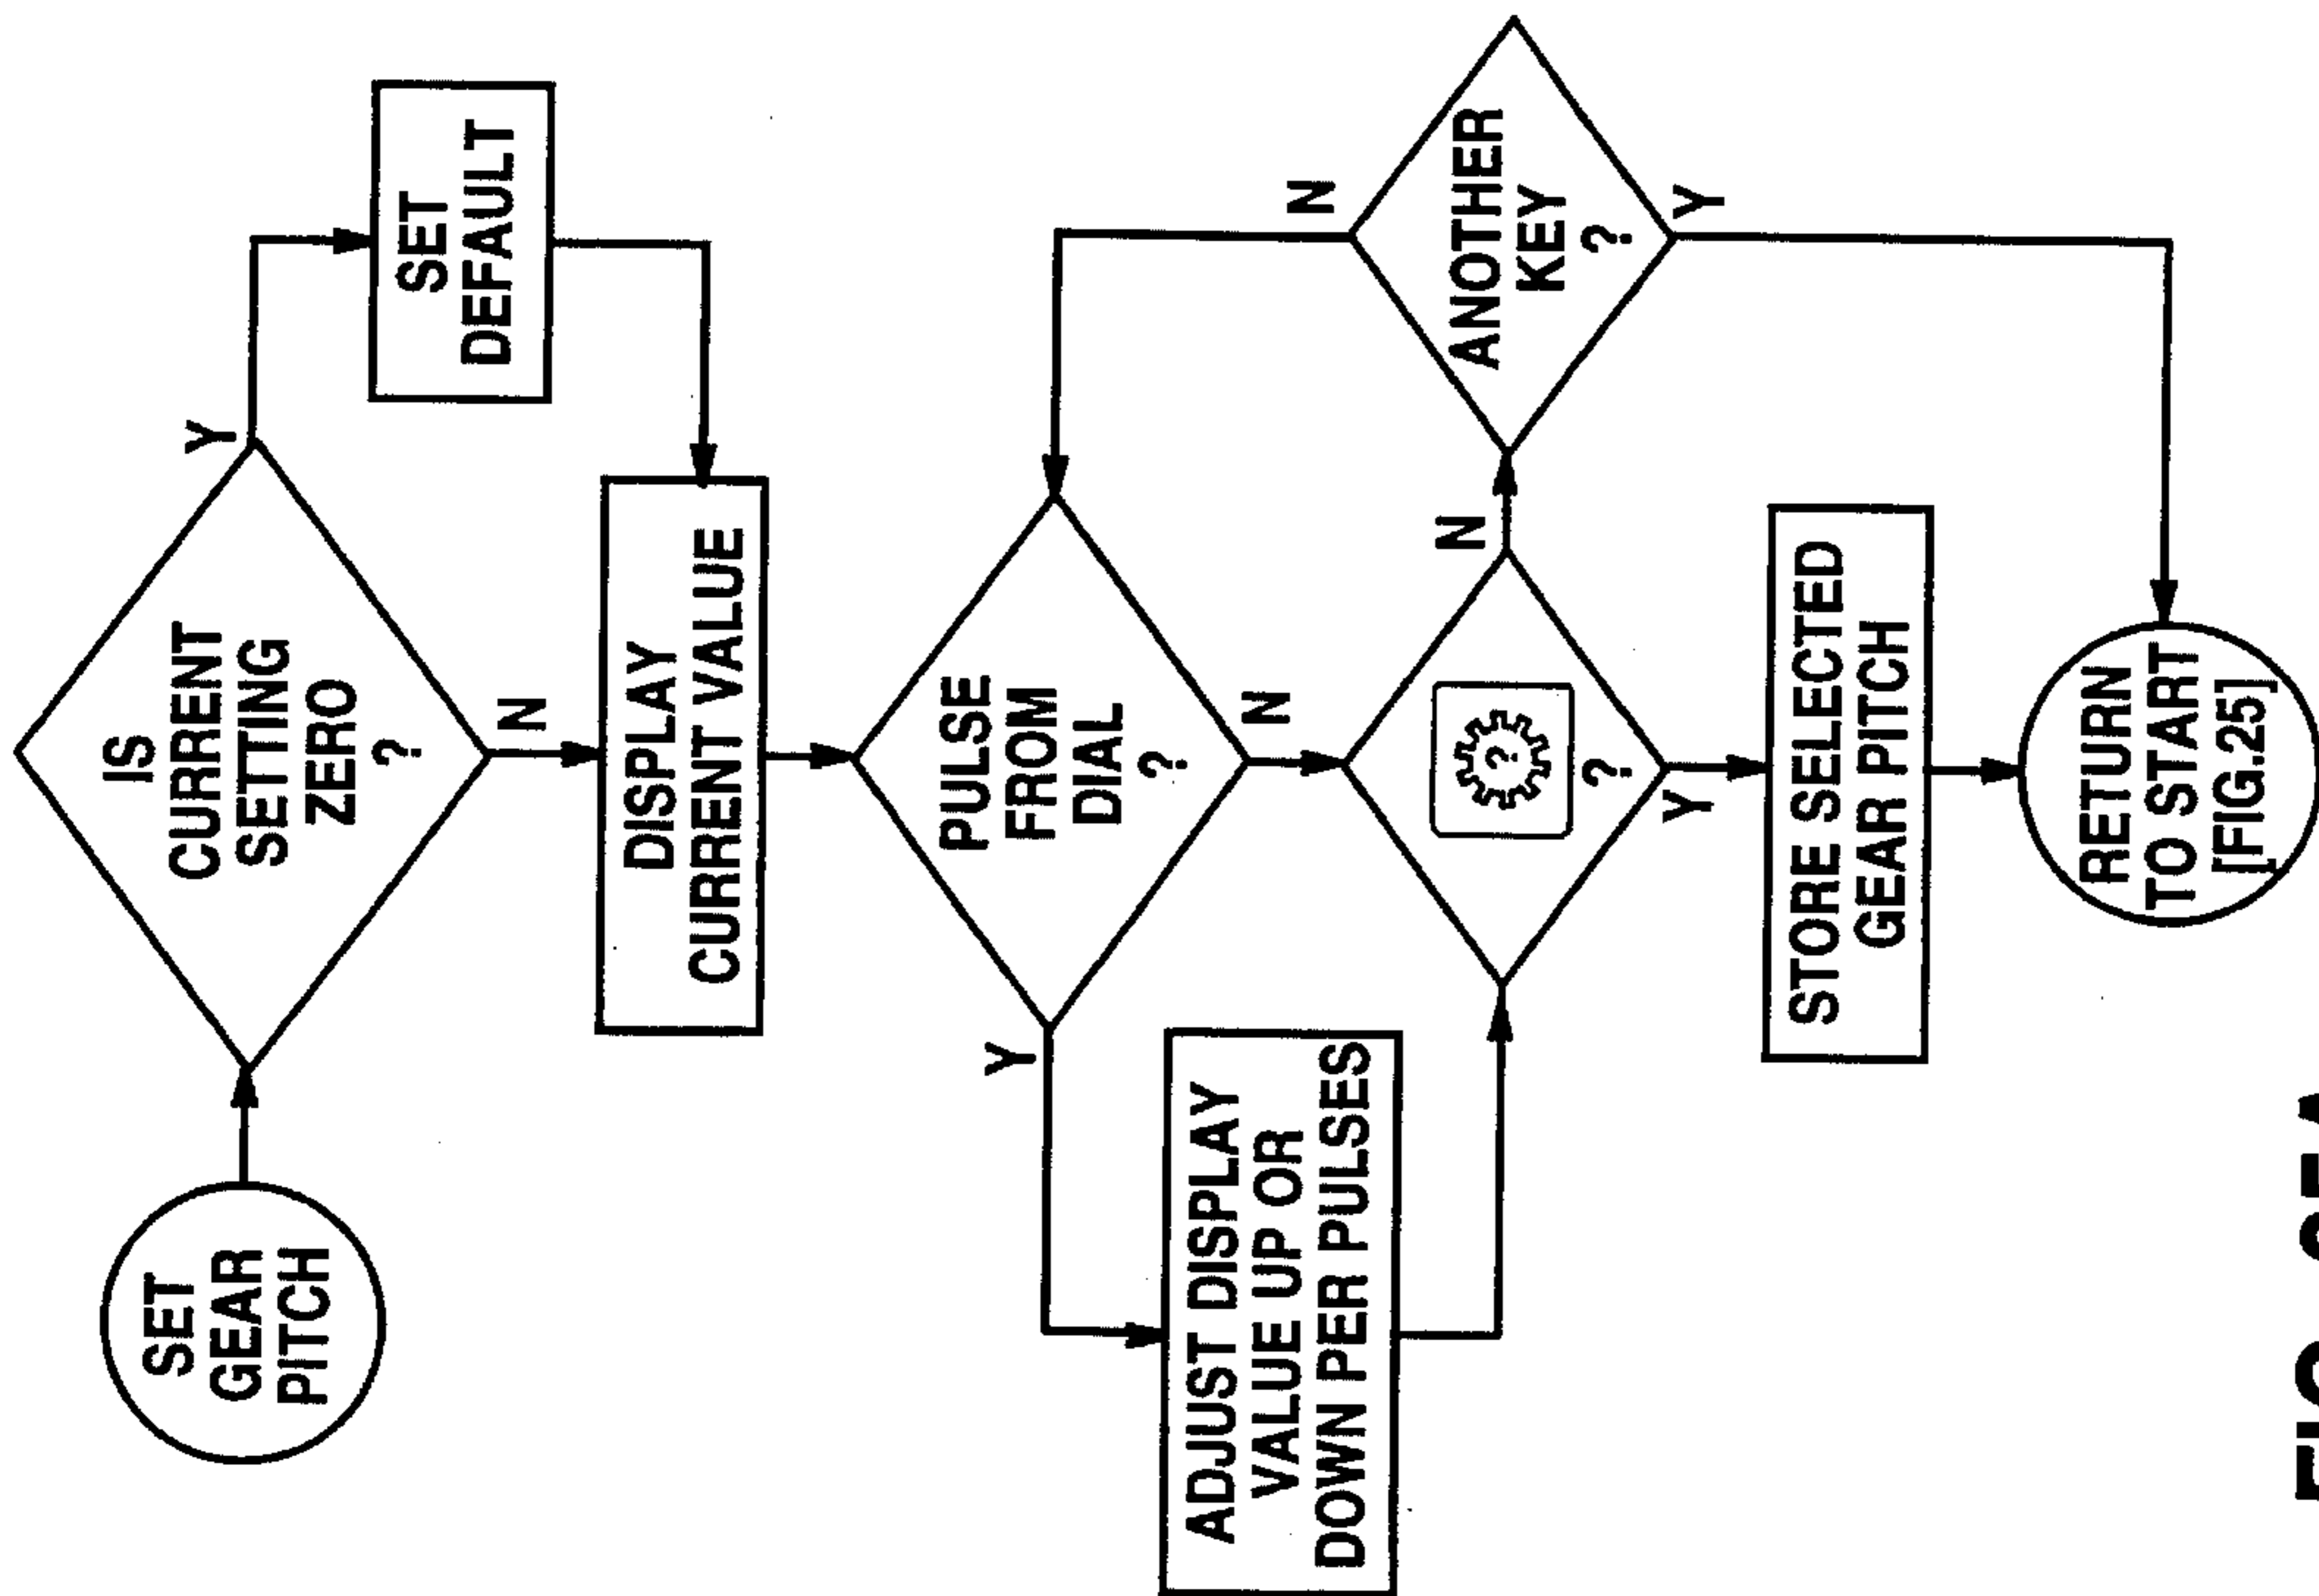 SET
GEAR
PITCH
IS
CURRENT
SETTING
ZERO
?
Y
N
SET
DEFAULT
DISPLAY
CURRENT VALUE
PULSE
FROM
DIAL
?
Y
N
ADJUST DISPLAY
VALUE UP OR
DOWN PER PULSES
?
?
N
Y
ANOTHER
KEY
?
N
Y
STORE SELECTED
GEAR PITCH
RETURN
TO START
[FIG.25]